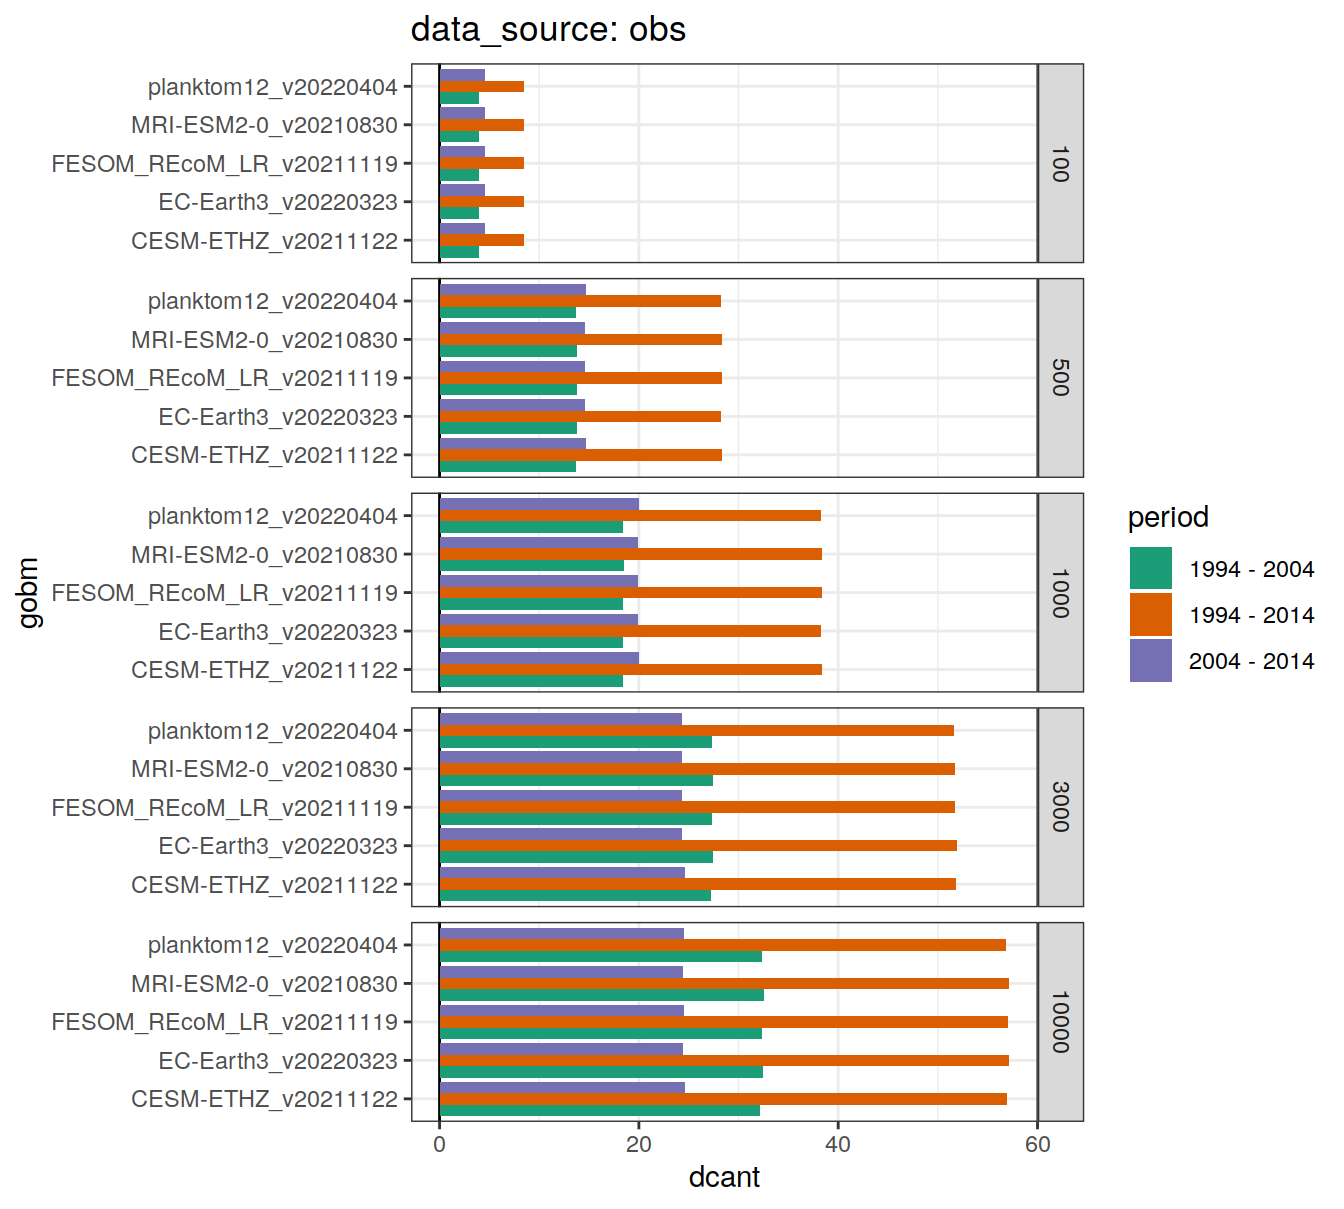 data_source: obs
planktom12_v20220404
MRI-ESM2-0_v20210830
FESOM_REcoM_LR_v20211119
EC-Earth3_v20220323
CESM-ETHZ_v20211122
100
planktom12_v20220404
MRI-ESM2-0_v20210830
FESOM_REcoM_LR_v20211119
EC-Earth3_v20220323
CESM-ETHZ_v20211122
500
planktom12_v20220404
MRI-ESM2-0_v20210830
FESOM_REcoM_LR_v20211119
EC-Earth3_v20220323
CESM-ETHZ_v20211122
1000
planktom12_v20220404
MRI-ESM2-0_v20210830
FESOM_REcoM_LR_v20211119
EC-Earth3_v20220323
CESM-ETHZ_v20211122
3000
planktom12_v20220404
MRI-ESM2-0_v20210830
FESOM_REcoM_LR_v20211119
EC-Earth3_v20220323
CESM-ETHZ_v20211122
10000
gobm
0 20 40 60
dcant
period
1994 - 2004
1994 - 2014
2004 - 2014